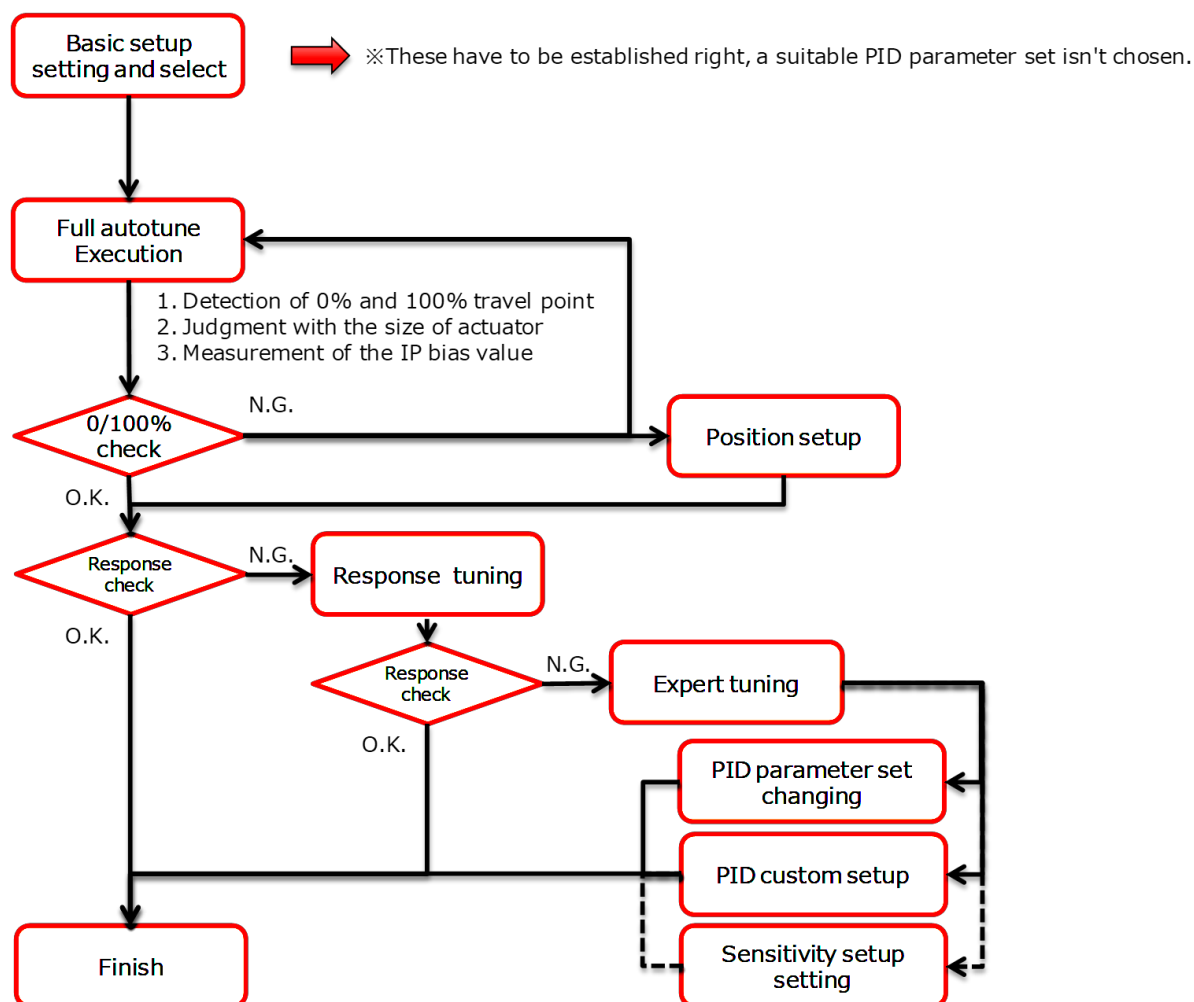 Basic setup
setting and select
※These have to be established right, a suitable PID parameter set isn't chosen.
Full autotune
Execution
1. Detection of 0% and 100% travel point
2. Judgment with the size of actuator
3. Measurement of the IP bias value
0/100%
check
N.G.
Position setup
O.K.
Response
check
N.G.
Response tuning
O.K.
Response
check
N.G.
Expert tuning
O.K.
PID parameter set
changing
PID custom setup
Sensitivity setup
setting
Finish